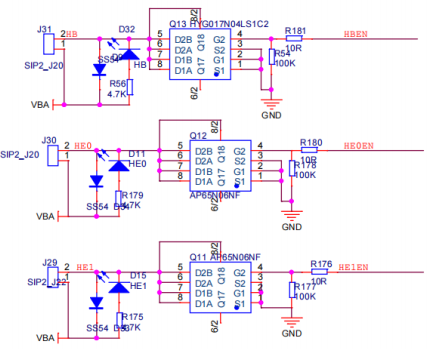 J31
2 HB
1
SIP2_J20
D32
SS54
HB
R56
4.7K
VBA
Q13 HYG017N04LS1C2
8/2
5 D2B G2 4
6 D2A S2 3
7 D1B G1 2
8 D1A S1 1
Q18
Q17
6/2
R181
10R
HBEN
R54
100K
GND
J30
2 HE0
1
SIP2_J20
D11
HE0
R179
4.7K
SS54
VBA
Q12
8/2
5 D2B G2 4
6 D2A S2 3
7 D1B G1 2
8 D1A S1 1
Q18
Q17
AP65N06NF
6/2
R180
10R
HE0EN
R178
100K
GND
J29
2 HE1
1
SIP2_J22
D15
HE1
R175
4.7K
SS54
VBA
Q11 AP65N06NF
8/2
5 D2B G2 4
6 D2A S2 3
7 D1B G1 2
8 D1A S1 1
Q18
Q17
6/2
R176
10R
HE1EN
R177
100K
GND